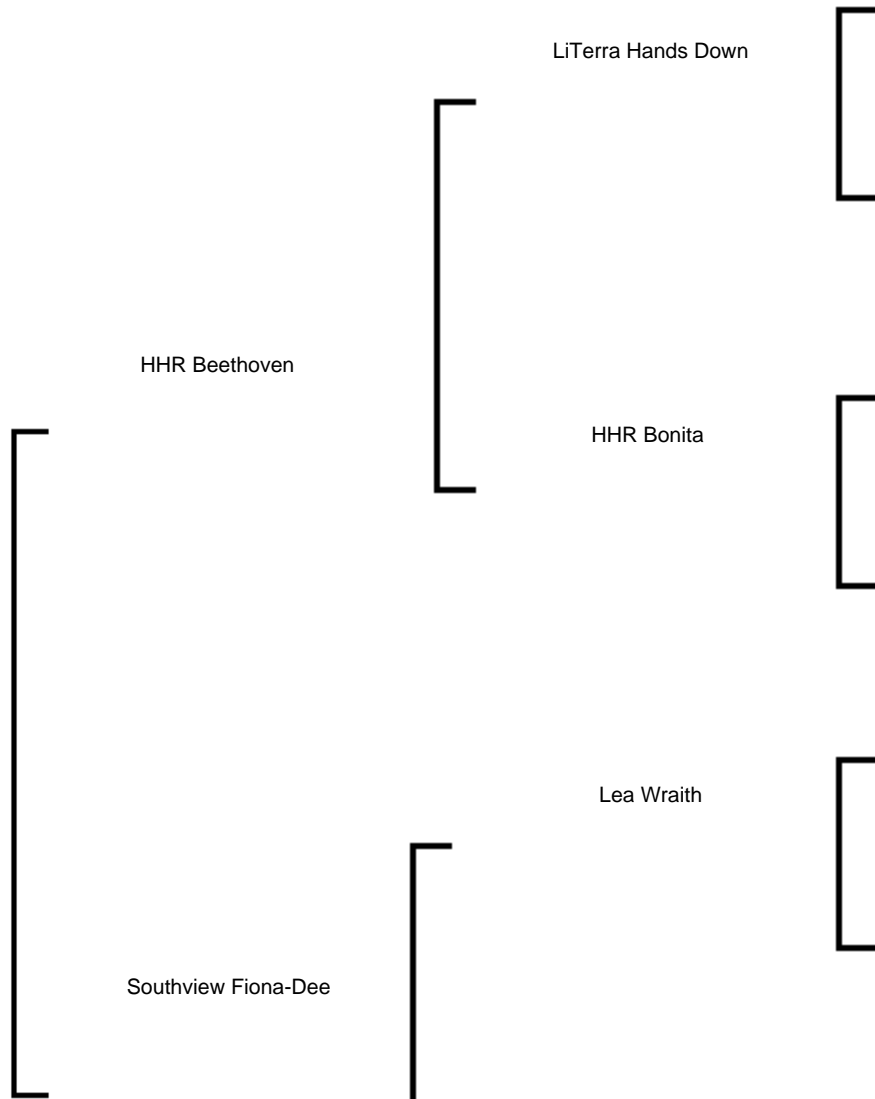 LiTerra Hands Down
HHR Beethoven
HHR Bonita
Lea Wraith
Southview Fiona-Dee